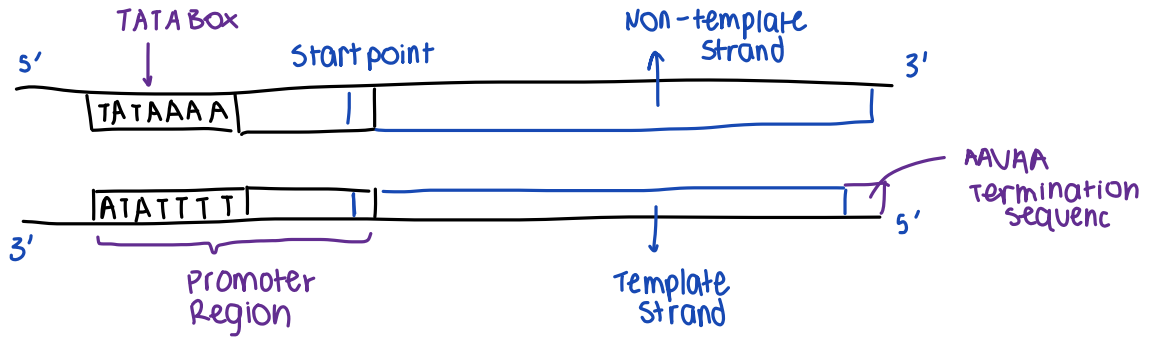 TATA BOX
Non-template
Strand
Start point
5'
3'
TATAAAA
AAUAA
Termination
Sequenc
ATATTTT
3'
5'
Promoter
Region
Template
Strand